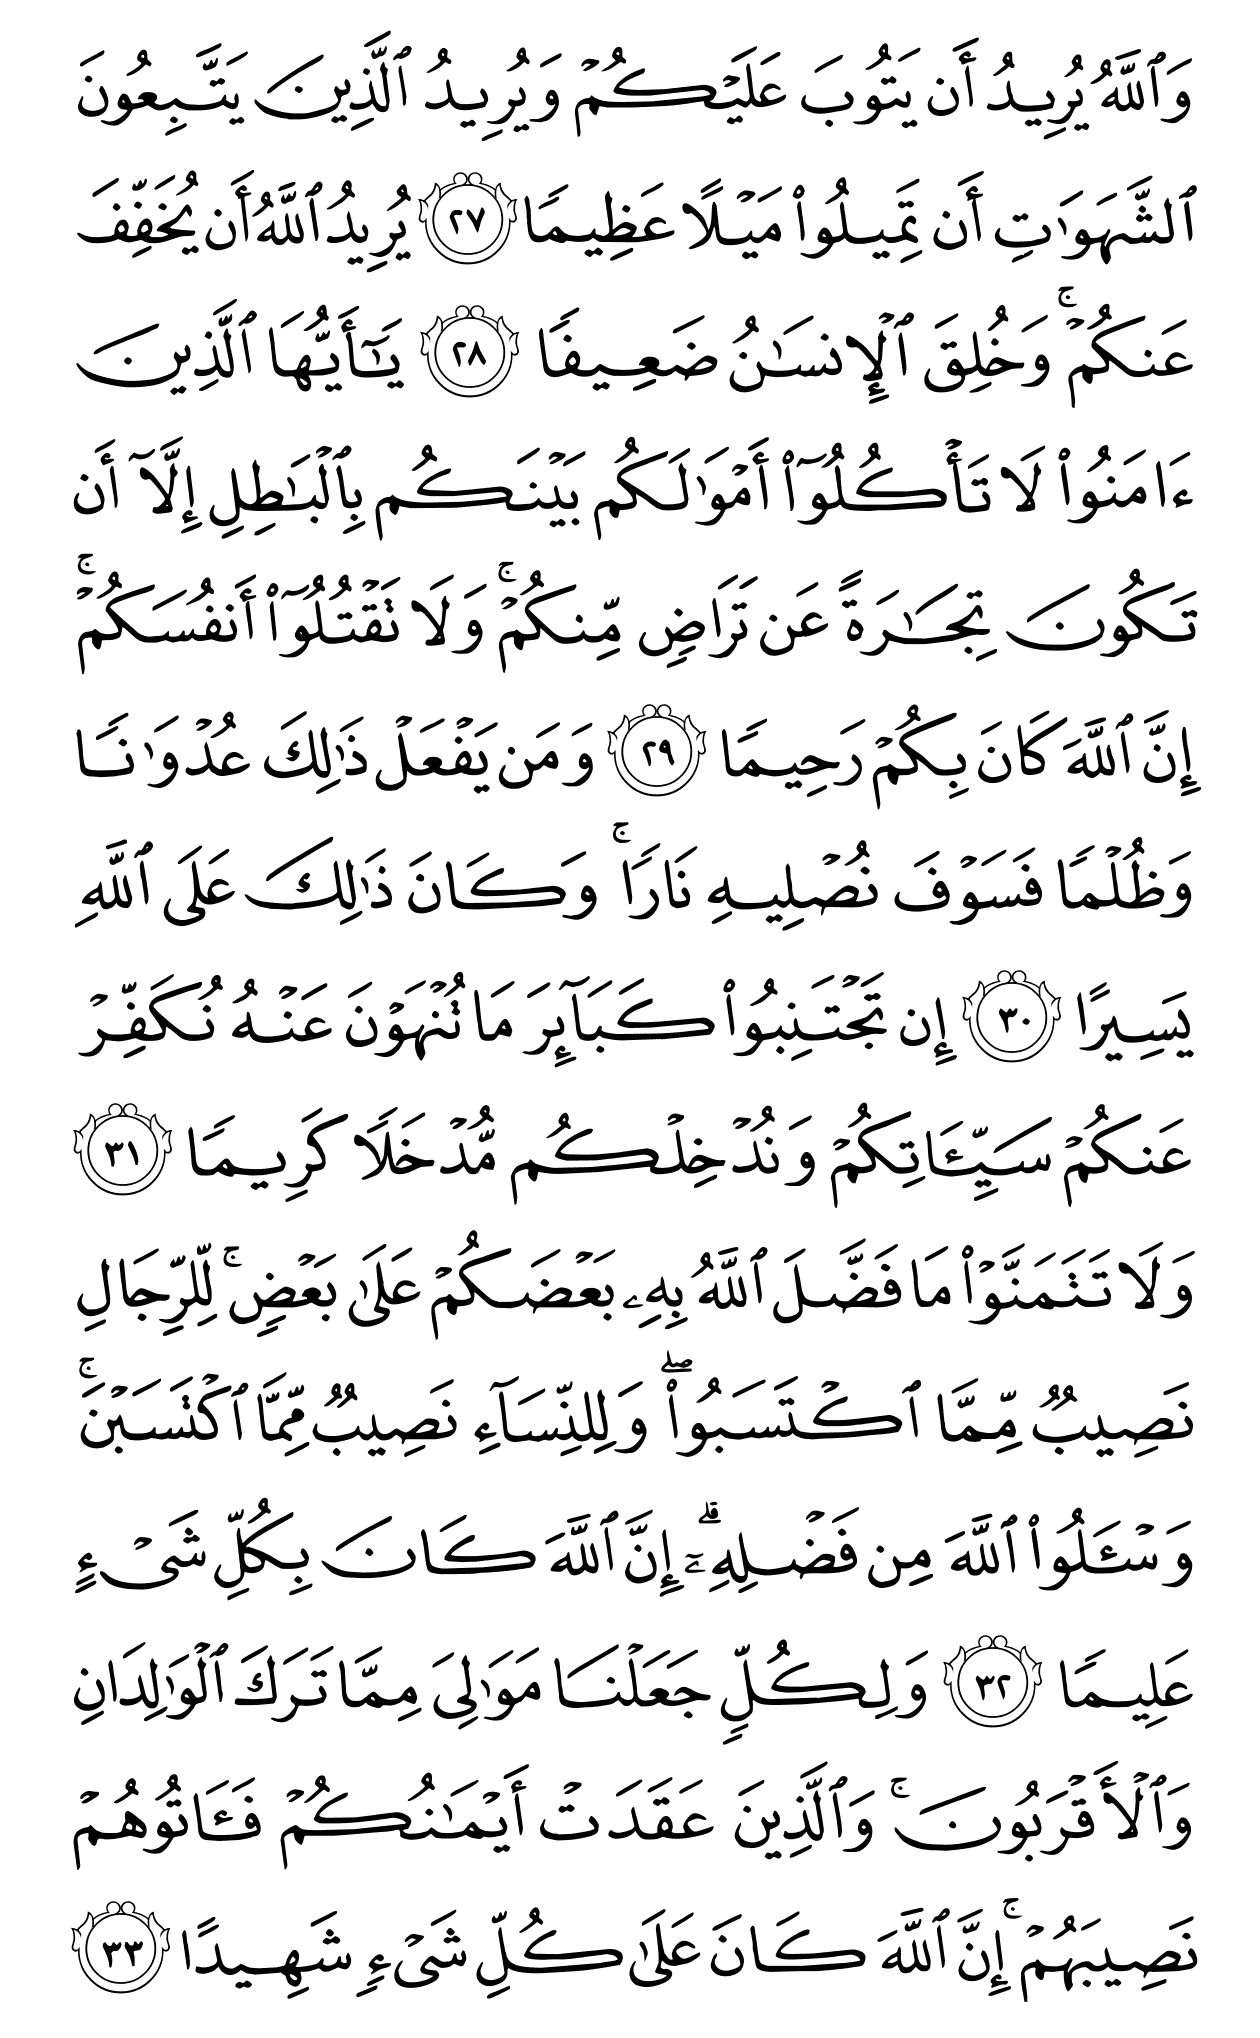 وَٱللَّهُ يُرِيدُ أَن يَتُوبَ عَلَيۡكُمۡ وَيُرِيدُ ٱلَّذِينَ يَتَّبِعُونَ
ٱلشَّهَوَٰتِ أَن تَمِيلُواْ مَيۡلًا عَظِيمًا ٢٧ يُرِيدُ ٱللَّهُ أَن يُخَفِّفَ
عَنكُمۡۚ وَخُلِقَ ٱلۡإِنسَٰنُ ضَعِيفًا ٢٨ يَٰٓأَيُّهَا ٱلَّذِينَ
ءَامَنُواْ لَا تَأۡكُلُوٓاْ أَمۡوَٰلَكُم بَيۡنَكُم بِٱلۡبَٰطِلِ إِلَّآ أَن
تَكُونَ تِجَٰرَةً عَن تَرَاضٖ مِّنكُمۡۚ وَلَا تَقۡتُلُوٓاْ أَنفُسَكُمۡۚ
إِنَّ ٱللَّهَ كَانَ بِكُمۡ رَحِيمًا ٢٩ وَمَن يَفۡعَلۡ ذَٰلِكَ عُدۡوَٰنًا
وَظُلۡمًا فَسَوۡفَ نُصۡلِيهِ نَارًاۚ وَكَانَ ذَٰلِكَ عَلَى ٱللَّهِ
يَسِيرًا ٣٠ إِن تَجۡتَنِبُواْ كَبَآئِرَ مَا تُنۡهَوۡنَ عَنۡهُ نُكَفِّرۡ
عَنكُمۡ سَيِّـَٔاتِكُمۡ وَنُدۡخِلۡكُم مُّدۡخَلًا كَرِيمًا ٣١
وَلَا تَتَمَنَّوۡاْ مَا فَضَّلَ ٱللَّهُ بِهِۦ بَعۡضَكُمۡ عَلَىٰ بَعۡضٖۚ لِّلرِّجَالِ
نَصِيبٞ مِّمَّا ٱكۡتَسَبُواْۖ وَلِلنِّسَآءِ نَصِيبٞ مِّمَّا ٱكۡتَسَبۡنَۚ
وَسۡـَٔلُواْ ٱللَّهَ مِن فَضۡلِهِۦٓۗ إِنَّ ٱللَّهَ كَانَ بِكُلِّ شَيۡءٍ
عَلِيمًا ٣٢ وَلِكُلّٖ جَعَلۡنَا مَوَٰلِيَ مِمَّا تَرَكَ ٱلۡوَٰلِدَانِ
وَٱلۡأَقۡرَبُونَۚ وَٱلَّذِينَ عَقَدَتۡ أَيۡمَٰنُكُمۡ فَـَٔاتُوهُمۡ
نَصِيبَهُمۡۚ إِنَّ ٱللَّهَ كَانَ عَلَىٰ كُلِّ شَيۡءٖ شَهِيدًا ٣٣